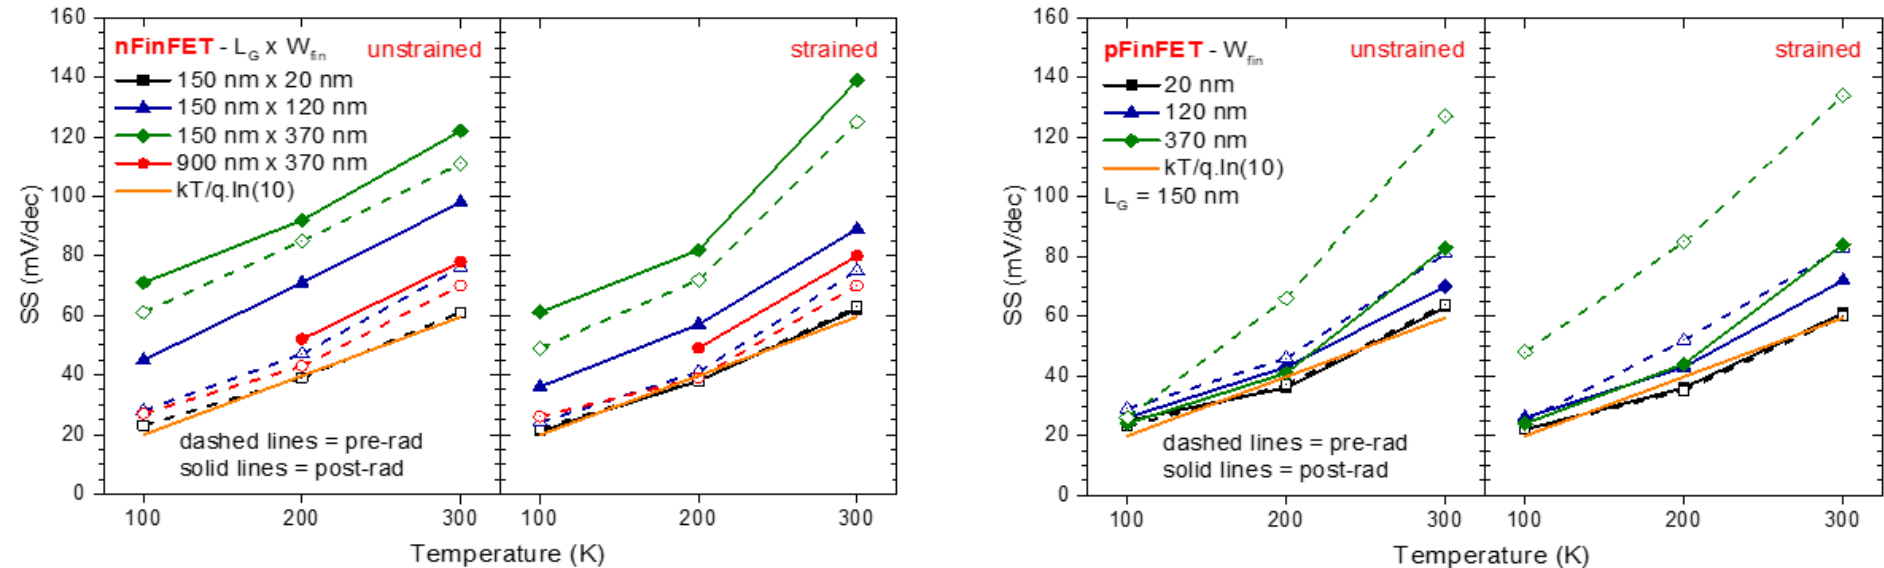 160
140
120
100
80
60
40
20
0
SS (mV/dec)
nFinFET - L_G x W_fin
unstrained
150 nm x 20 nm
150 nm x 120 nm
150 nm x 370 nm
900 nm x 370 nm
kT/q.ln(10)
dashed lines = pre-rad
solid lines = post-rad
strained
100 200 300 100 200 300
Temperature (K)
160
140
120
100
80
60
40
20
0
SS (mV/dec)
pFinFET - W_fin
unstrained
20 nm
120 nm
370 nm
kT/q.ln(10)
L_G = 150 nm
dashed lines = pre-rad
solid lines = post-rad
strained
100 200 300 100 200 300
Temperature (K)